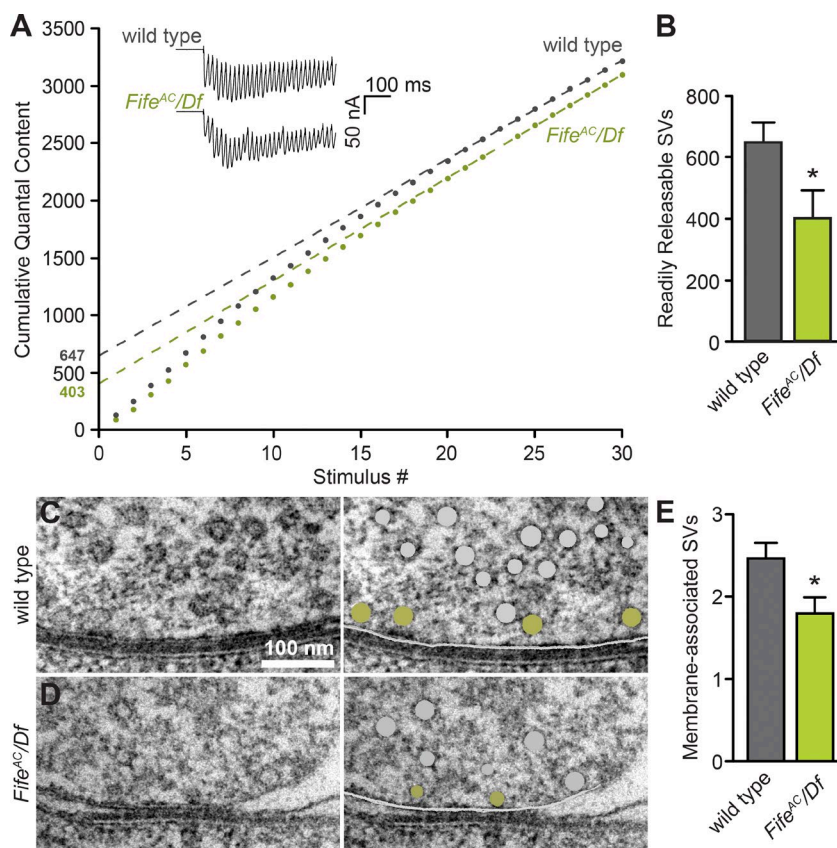 A
Cumulative Quantal Content
3500
3000
2500
2000
1500
1000
647
500
403
0
0
5
10
15
20
25
30
Stimulus #
wild type
Fife^AC/Df
100 ms
50 nA
wild type
Fife^AC/Df
B
Readily Releasable SVs
800
600
400
200
0
*
wild type
Fife^AC/Df
C
wild type
100 nm
D
Fife^AC/Df
E
Membrane-associated SVs
3
2
1
0
*
wild type
Fife^AC/Df